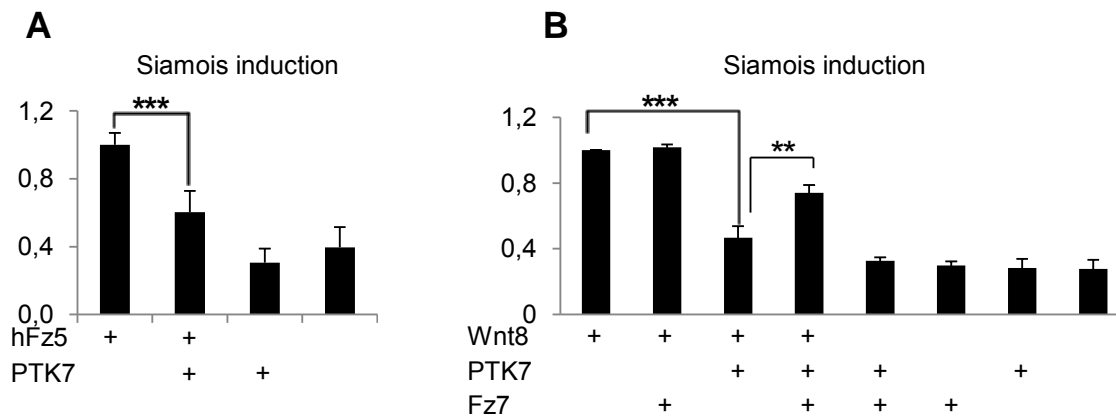 A
Siamois induction
***
1,2
0,8
0,4
0,0
hFz5 + +
PTK7 + +
B
Siamois induction
*** **
1,2
0,8
0,4
0,0
Wnt8 + + + +
PTK7 + + + +
Fz7 + + + +